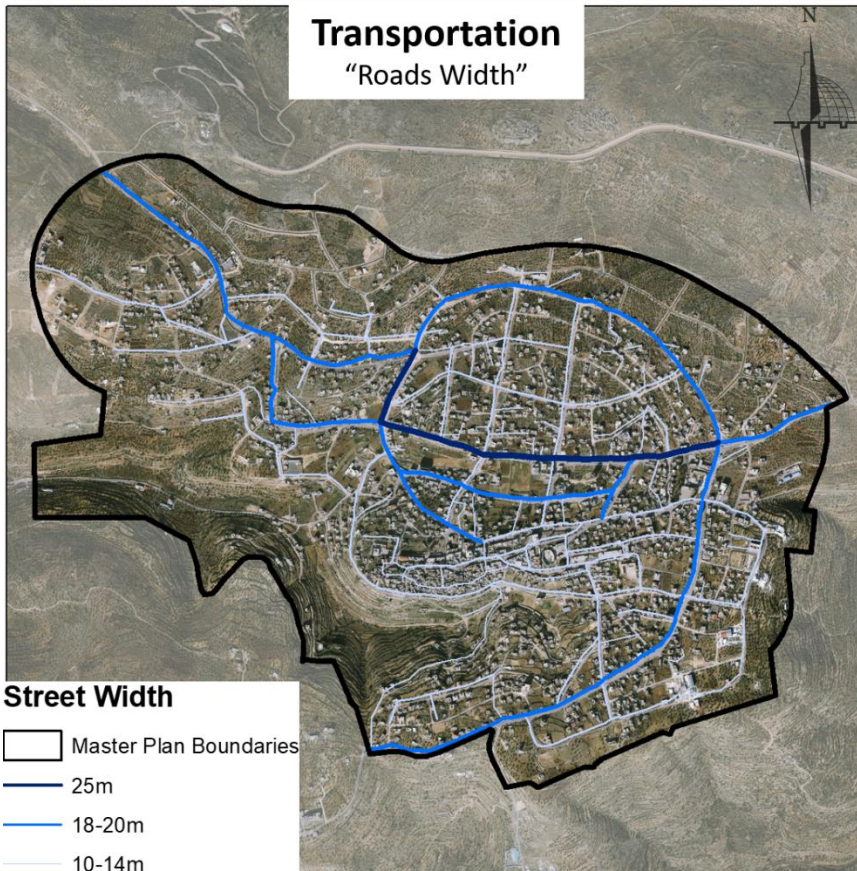 Transportation
“Roads Width”
N
Street Width
Master Plan Boundaries
25m
18-20m
10-14m